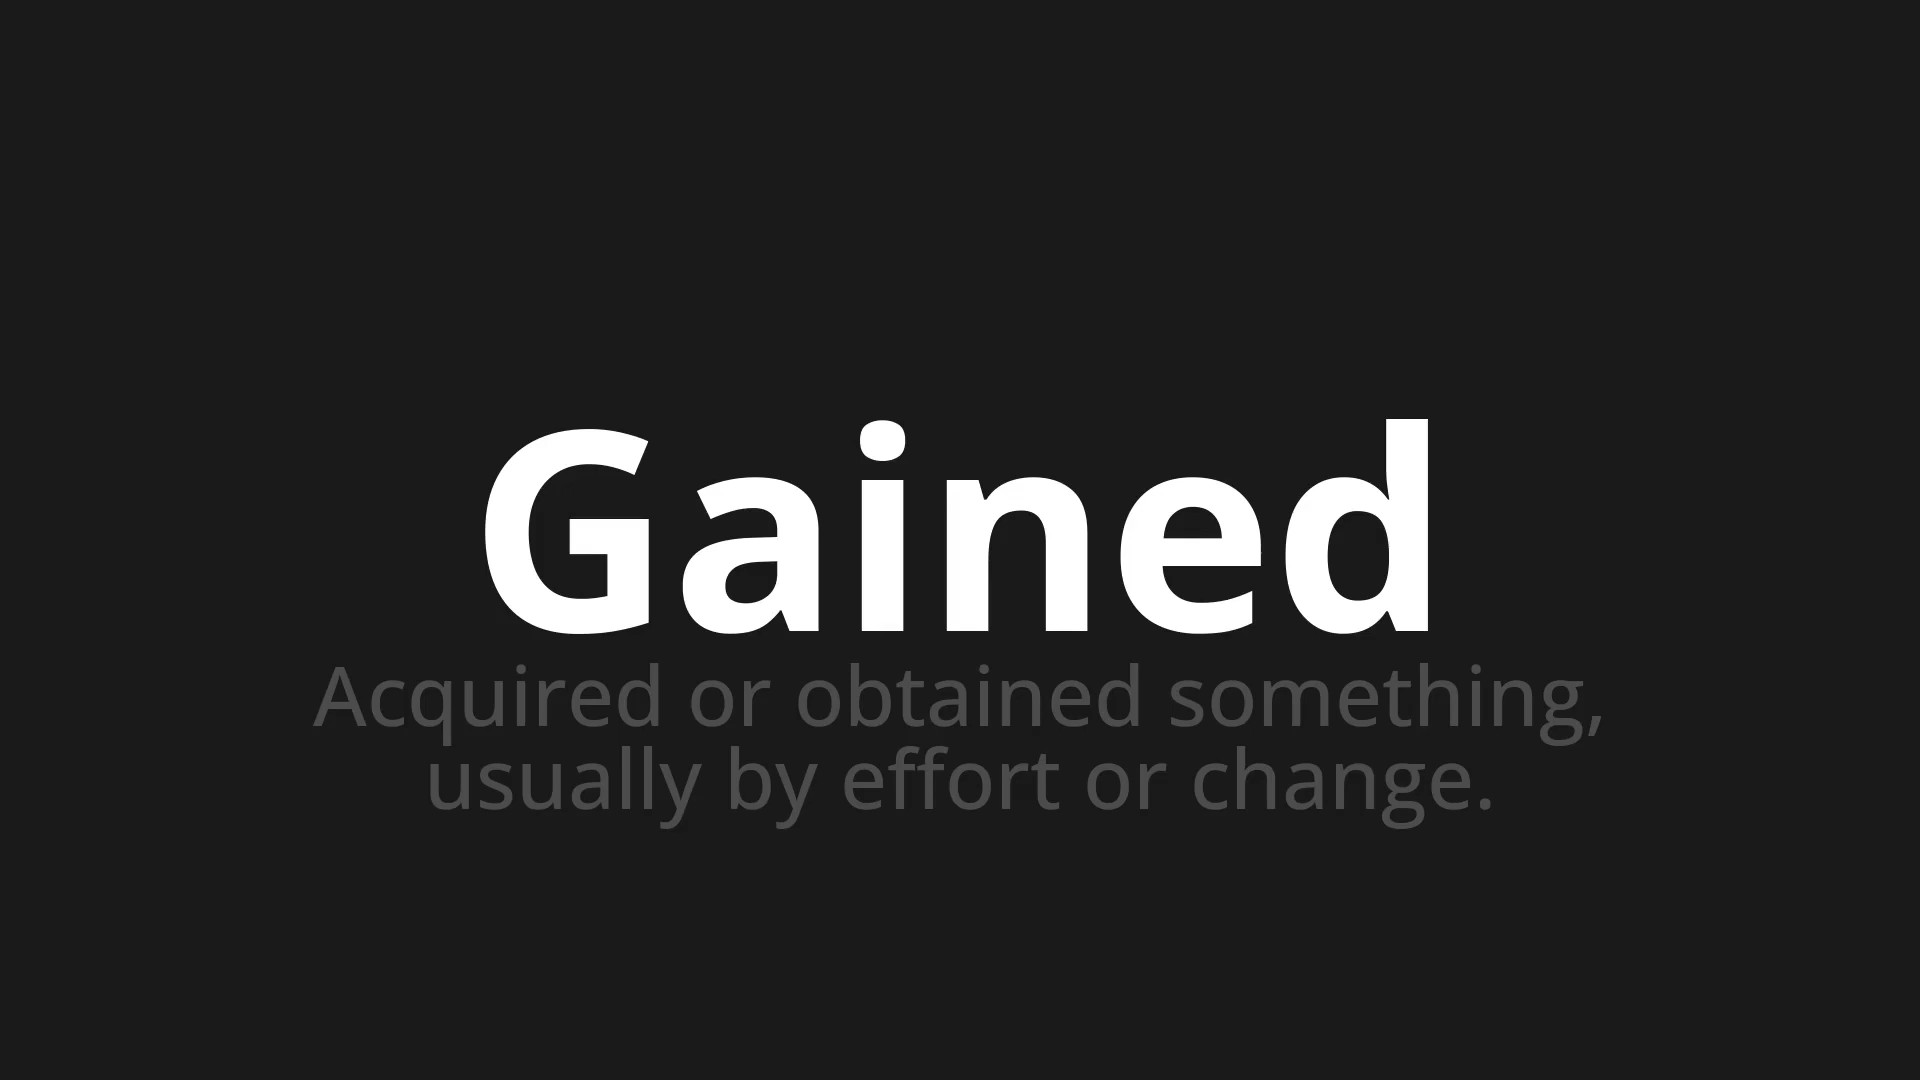 Gained
Acquired or obtained something,
usually by effort or change.